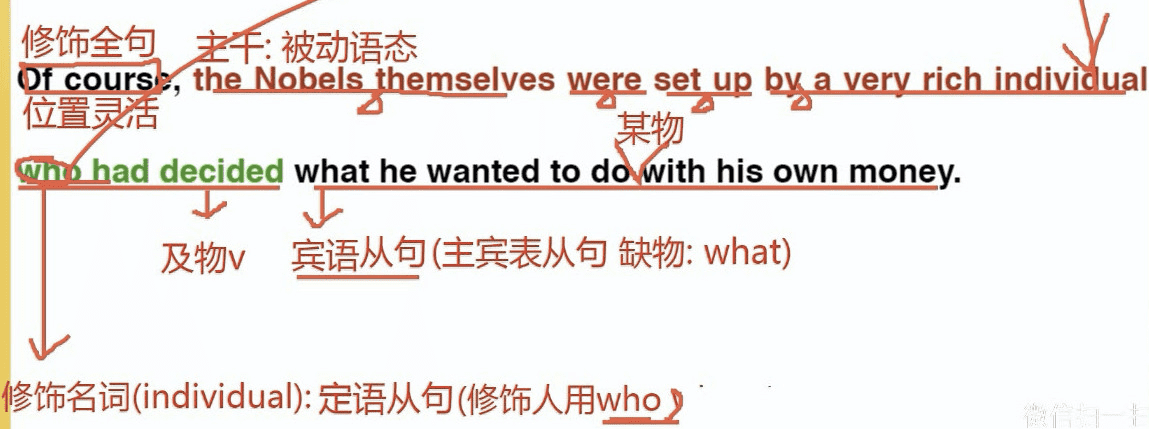 修饰全句 主干: 被动语态
Of course, the Nobels themselves were set up by a very rich individual
位置灵活
某物
who had decided what he wanted to do with his own money.
及物v 宾语从句(主宾表从句 缺物: what)
修饰名词(individual): 定语从句(修饰人用who)
微信扫一扫